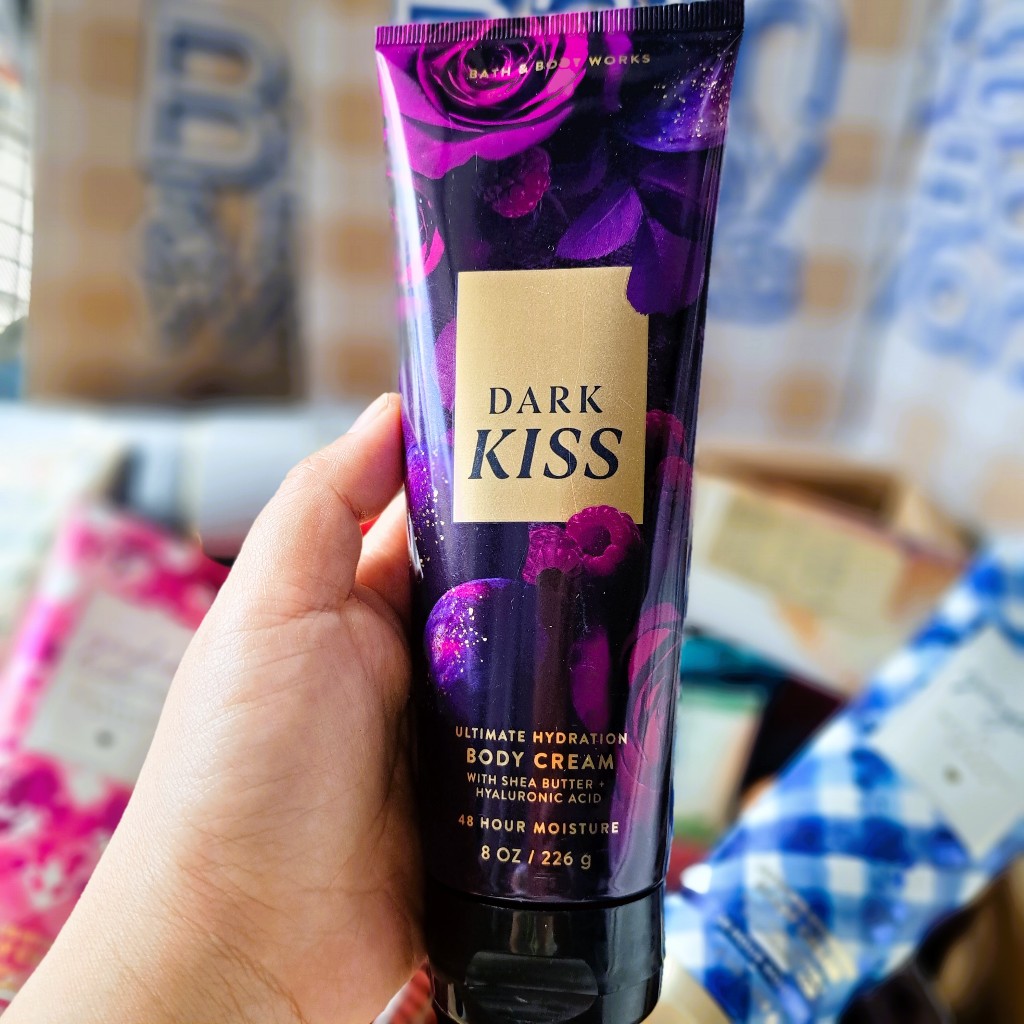 BATH & BODY WORKS
DARK
KISS
ULTIMATE HYDRATION
BODY CREAM
WITH SHEA BUTTER +
HYALURONIC ACID
48 HOUR MOISTURE
8 OZ / 226 g